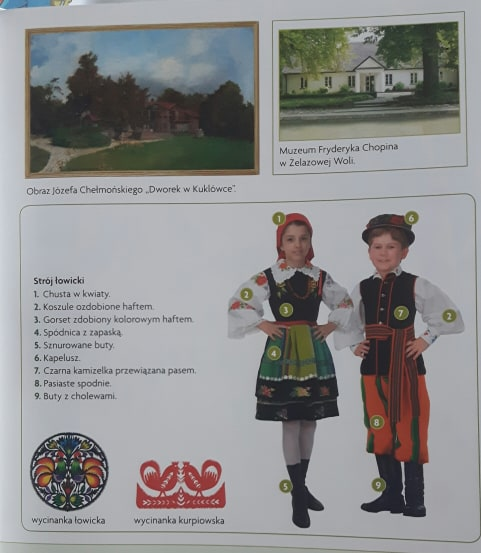 Obraz Józefa Chełmońskiego „Dworek w Kuklówce”.
Muzeum Fryderyka Chopina
w Żelazowej Woli.
Strój łowicki
1. Chusta w kwiaty.
2. Koszule ozdobione haftem.
3. Gorset zdobiony kolorowym haftem.
4. Spódnica z zapaską.
5. Sznurowane buty.
6. Kapelusz.
7. Czarna kamizelka przewiązana pasem.
8. Pasiaste spodnie.
9. Buty z cholewami.
1
6
2
3
7
2
4
8
5
9
wycinanka łowicka
wycinanka kurpiowska